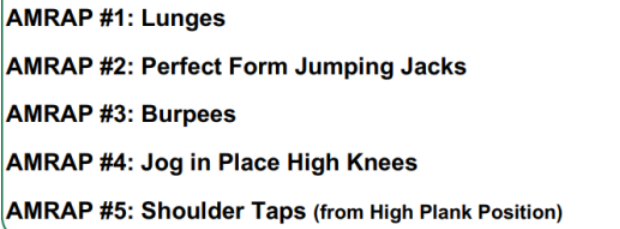 AMRAP #1: Lunges
AMRAP #2: Perfect Form Jumping Jacks
AMRAP #3: Burpees
AMRAP #4: Jog in Place High Knees
AMRAP #5: Shoulder Taps (from High Plank Position)